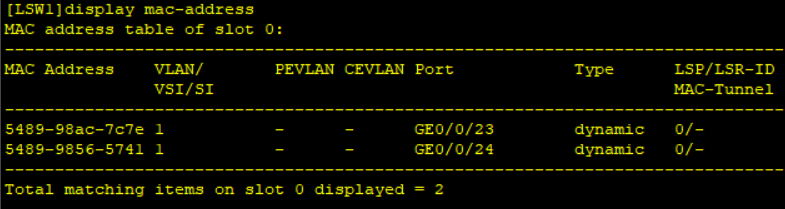 [LSW1]display mac-address
MAC address table of slot 0:
-------------------------------------------------------------------------------
MAC Address    VLAN/       PEVLAN CEVLAN Port            Type      LSP/LSR-ID
               VSI/SI                                              MAC-Tunnel
-------------------------------------------------------------------------------
5489-98ac-7c7e 1           -      -      GE0/0/23        dynamic   0/-
5489-9856-5741 1           -      -      GE0/0/24        dynamic   0/-
-------------------------------------------------------------------------------
Total matching items on slot 0 displayed = 2